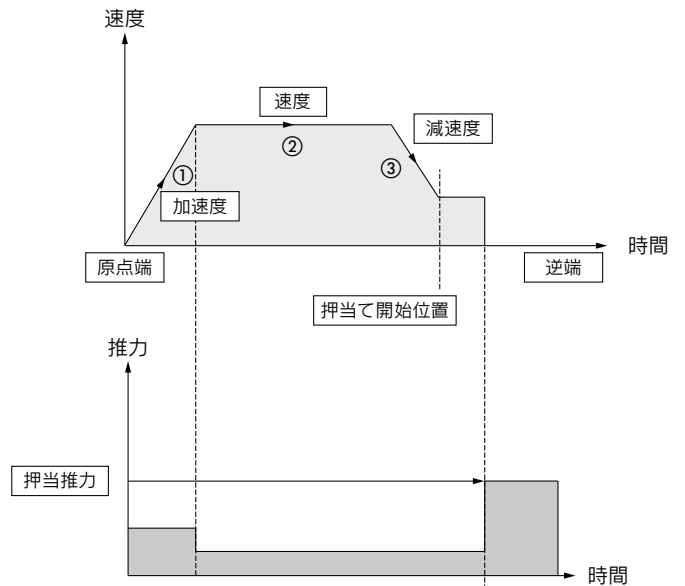 速度
速度
②
減速度
①
③
加速度
時間
原点端
逆端
押当て開始位置
推力
押当推力
時間